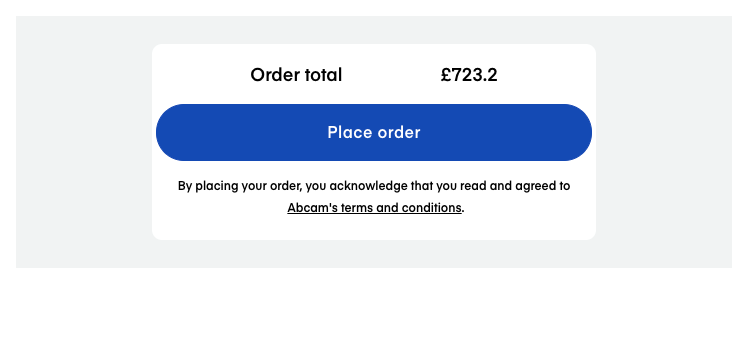 Order total £723.2
Place order
By placing your order, you acknowledge that you read and agreed to
Abcam's terms and conditions.